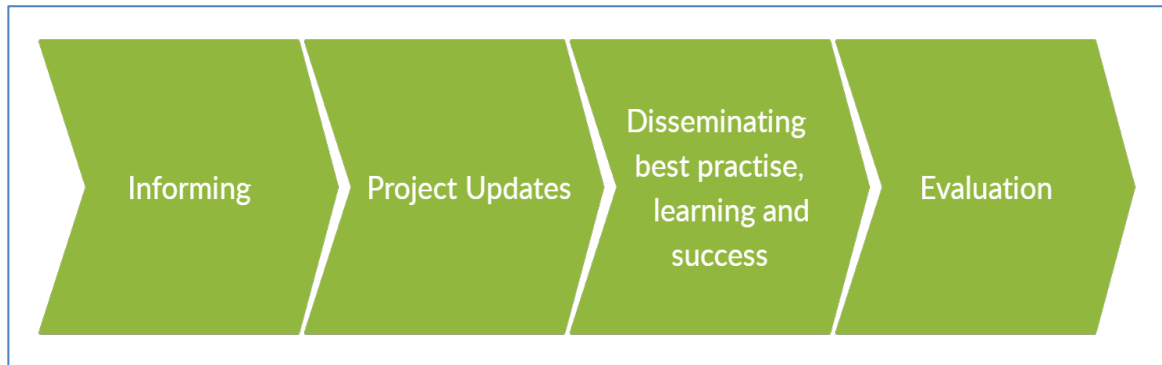 Informing
Project Updates
Disseminating
best practise,
learning and
success
Evaluation